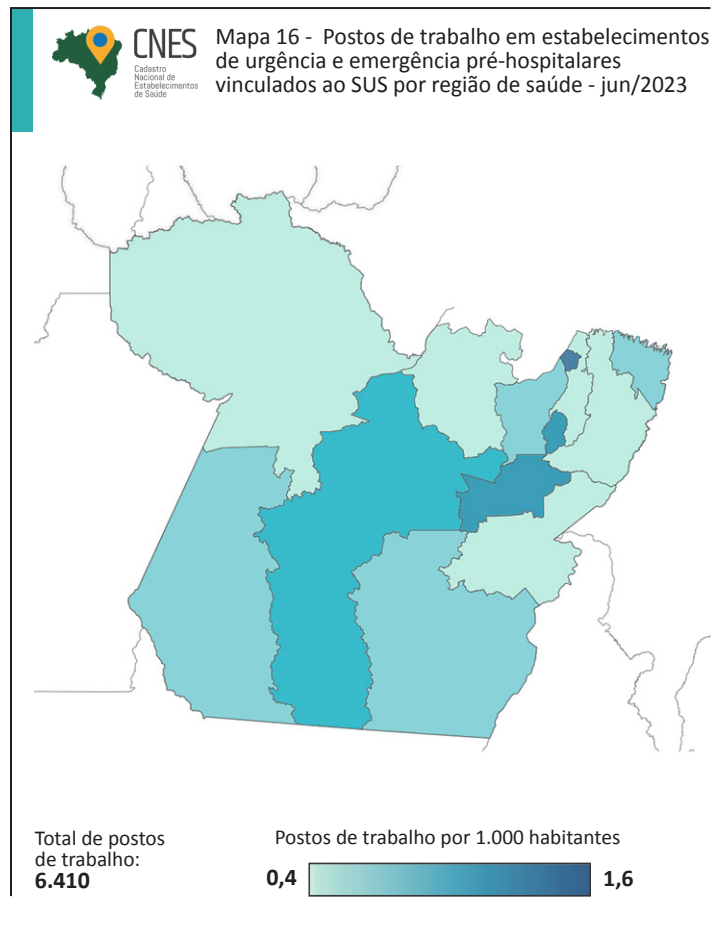 CNES
Cadastro
Nacional de
Estabelecimentos
de Saúde
Mapa 16 - Postos de trabalho em estabelecimentos
de urgência e emergência pré-hospitalares
vinculados ao SUS por região de saúde - jun/2023
Total de postos
de trabalho:
6.410
Postos de trabalho por 1.000 habitantes
0,4
1,6